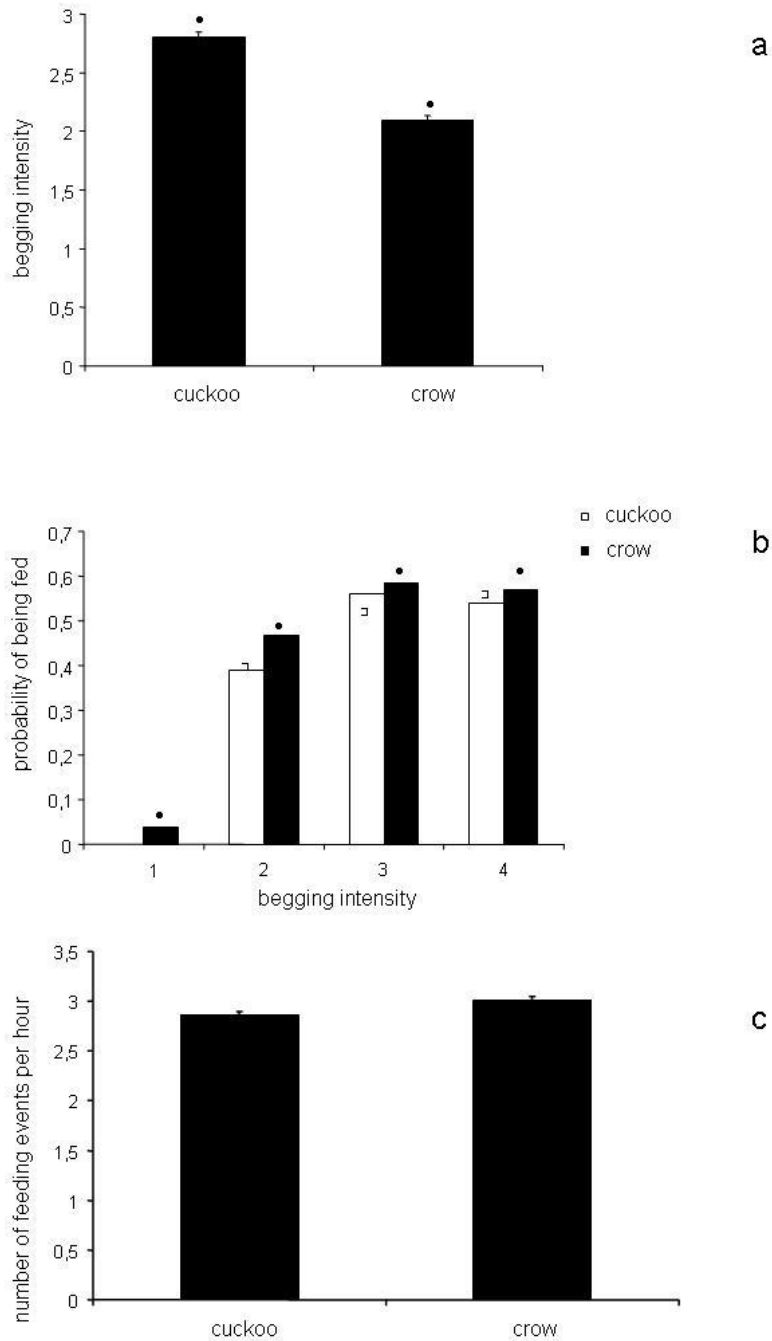 a
begging intensity
3
2,5
2
1,5
1
0,5
0
cuckoo crow
b
cuckoo
crow
probability of being fed
0,7
0,6
0,5
0,4
0,3
0,2
0,1
0
1 2 3 4
begging intensity
c
number of feeding events per hour
3,5
3
2,5
2
1,5
1
0,5
0
cuckoo crow